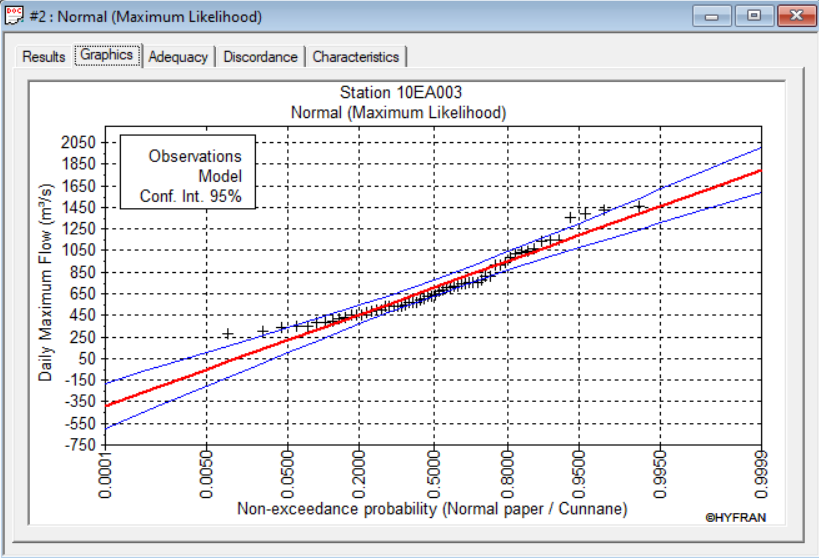 DOC
#2 : Normal (Maximum Likelihood)
Results Graphics Adequacy Discordance Characteristics
Station 10EA003
Normal (Maximum Likelihood)
Observations
Model
Conf. Int. 95%
Daily Maximum Flow (m³/s)
2050
1850
1650
1450
1250
1050
850
650
450
250
50
-150
-350
-550
-750
0.0001 0.0050 0.0500 0.2000 0.5000 0.8000 0.9500 0.9950 0.9999
Non-exceedance probability (Normal paper / Cunnane)
©HYFRAN